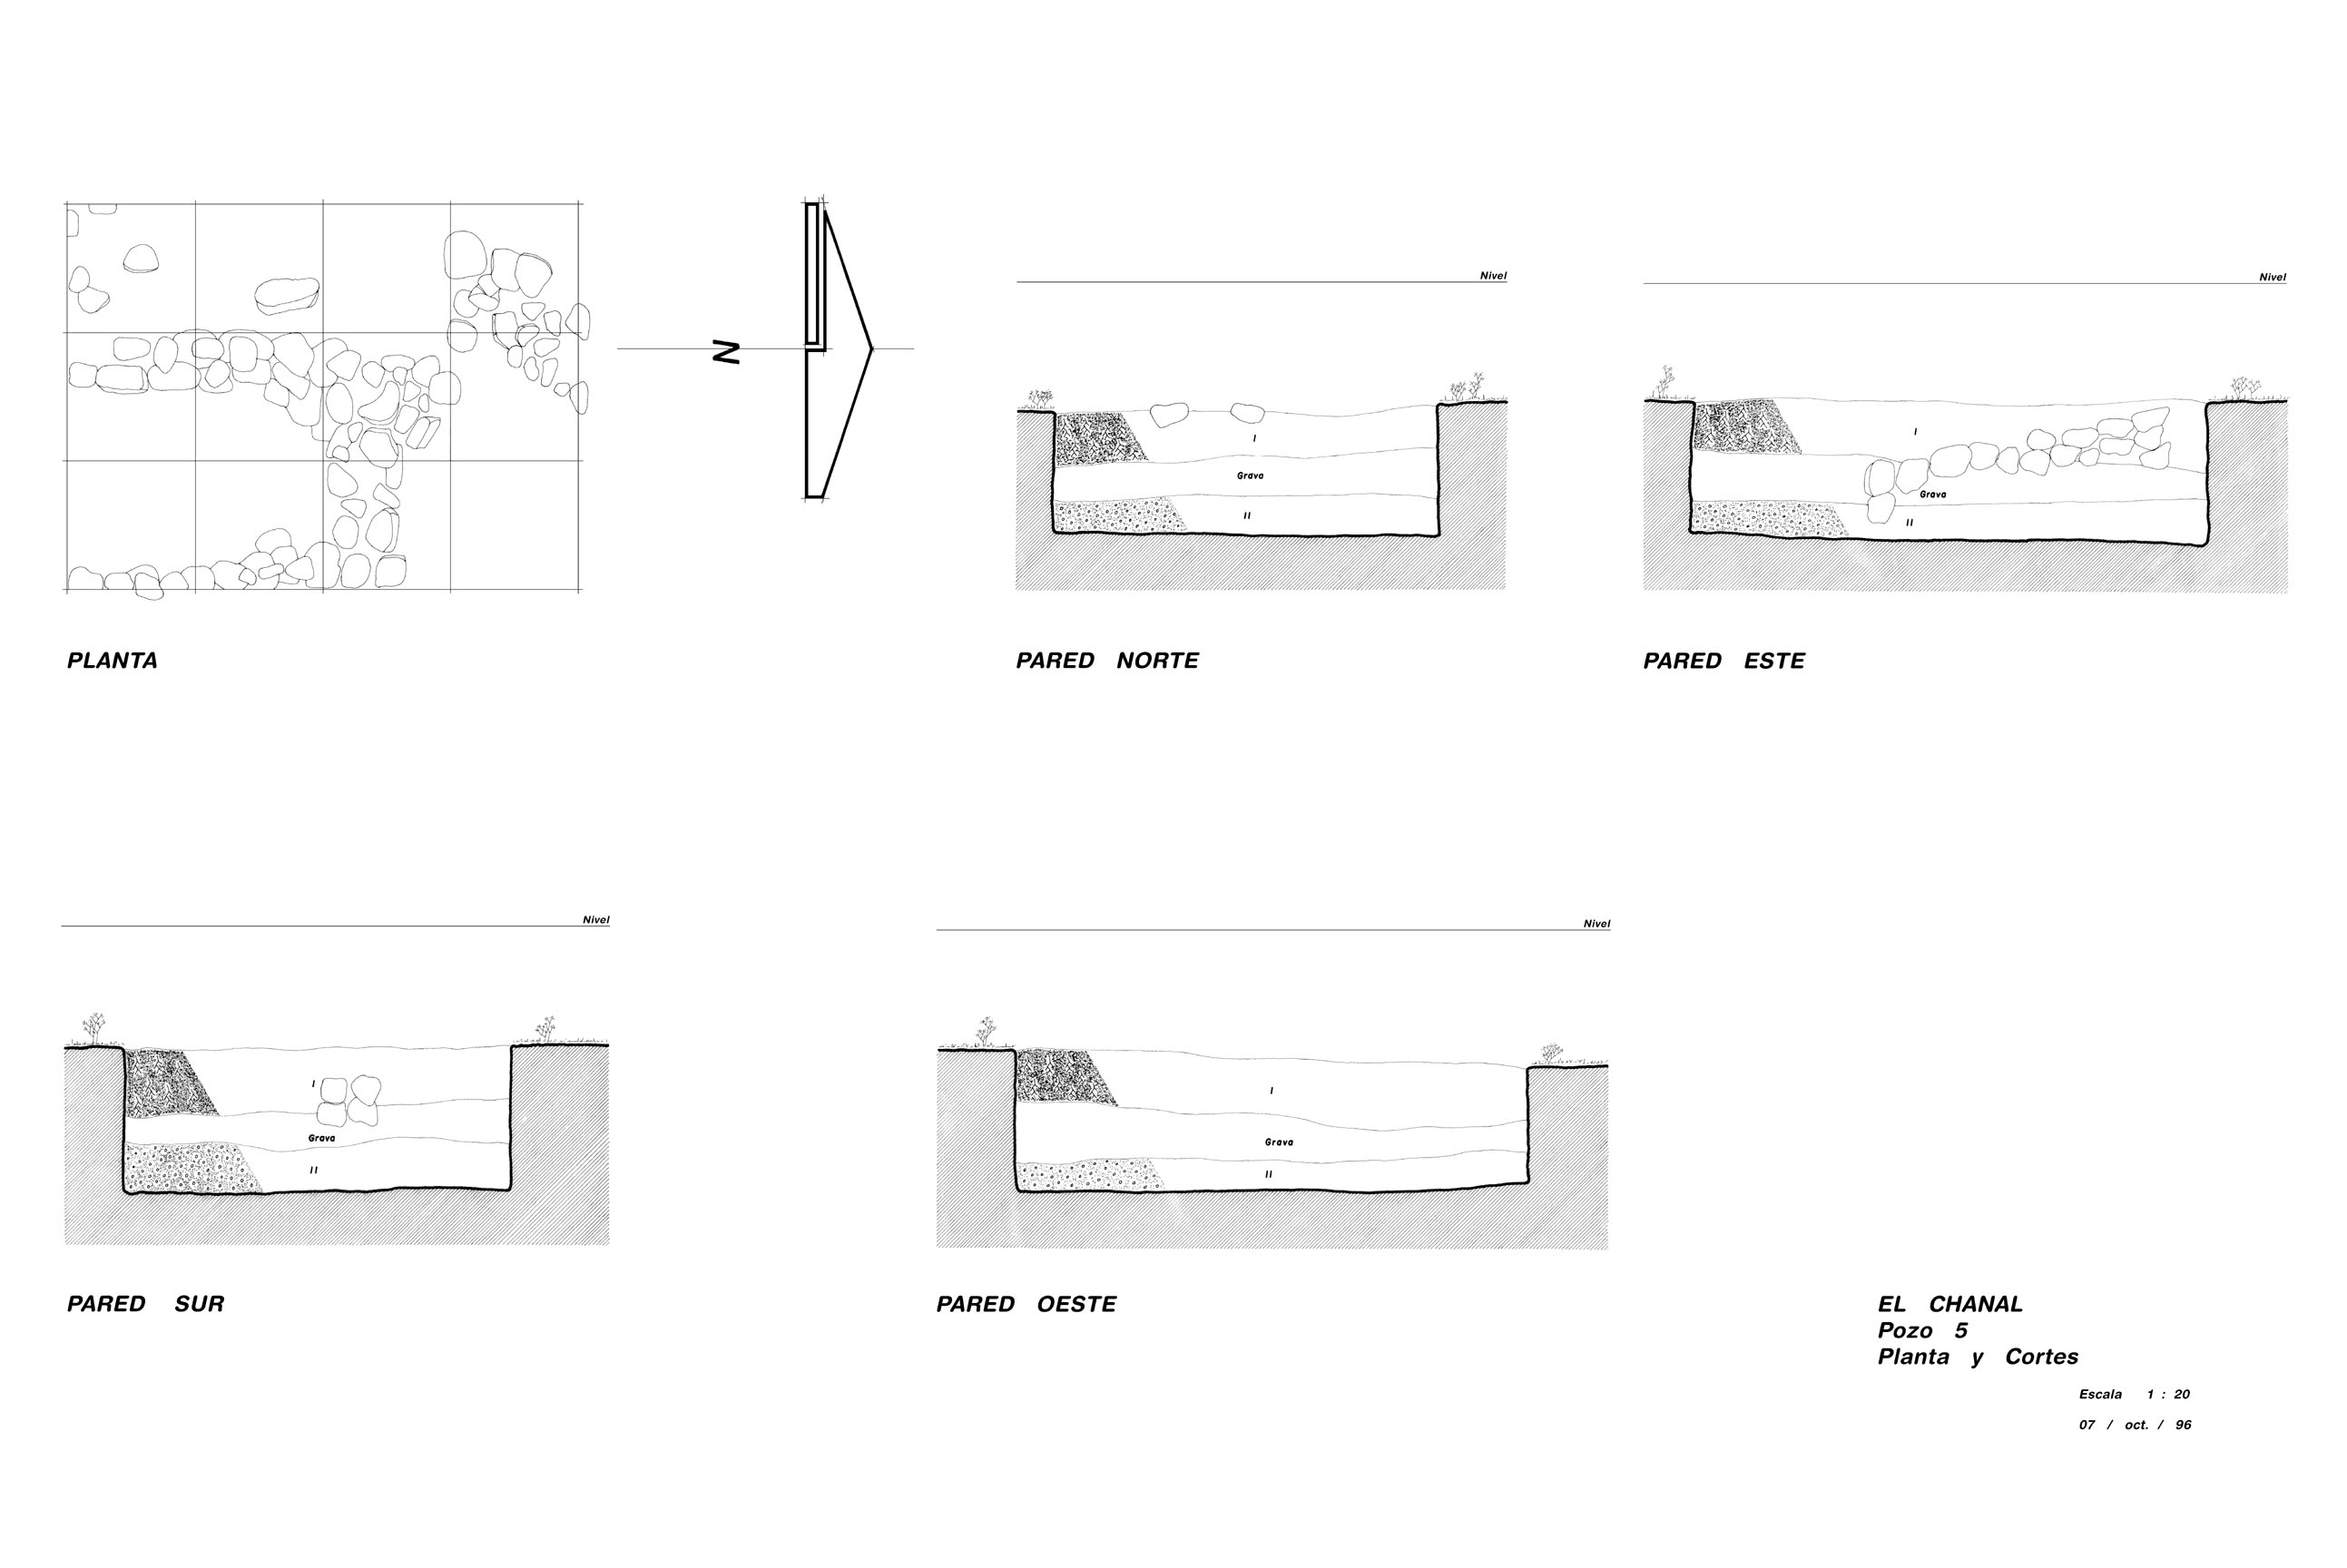 N
PLANTA
Nivel
I
Grava
II
PARED NORTE
Nivel
I
Grava
II
PARED ESTE
Nivel
I
Grava
II
PARED SUR
Nivel
I
Grava
II
PARED OESTE
EL CHANAL
Pozo 5
Planta y Cortes
Escala 1 : 20
07 / oct. / 96